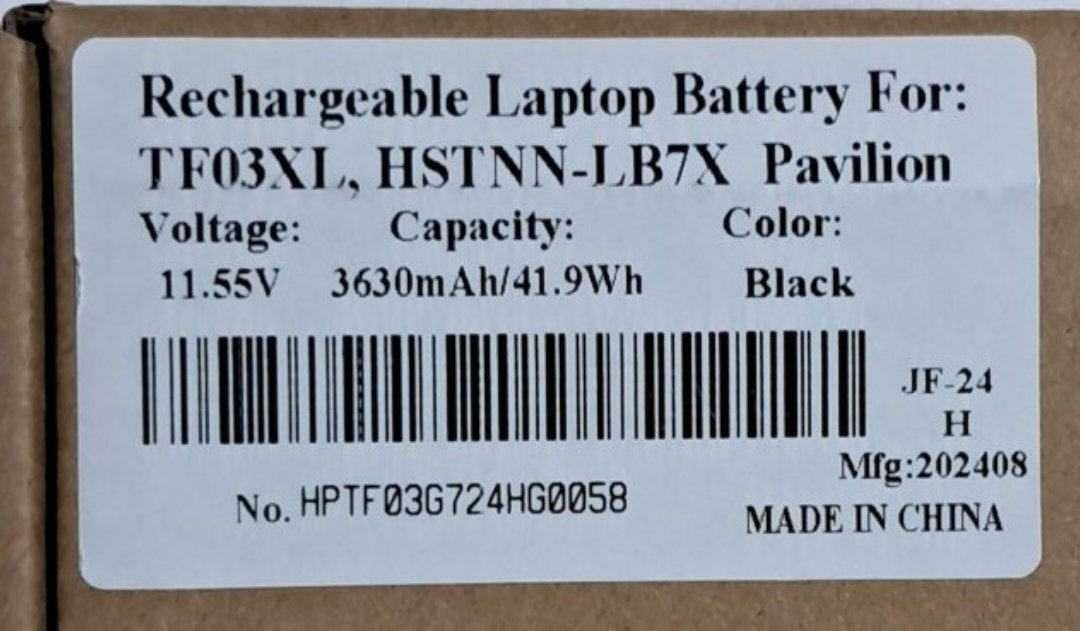 Rechargeable Laptop Battery For:
TF03XL, HSTNN-LB7X Pavilion
Voltage: Capacity: Color:
11.55V 3630mAh/41.9Wh Black
JF-24
H
Mfg:202408
No. HPTF03G724HG0058
MADE IN CHINA